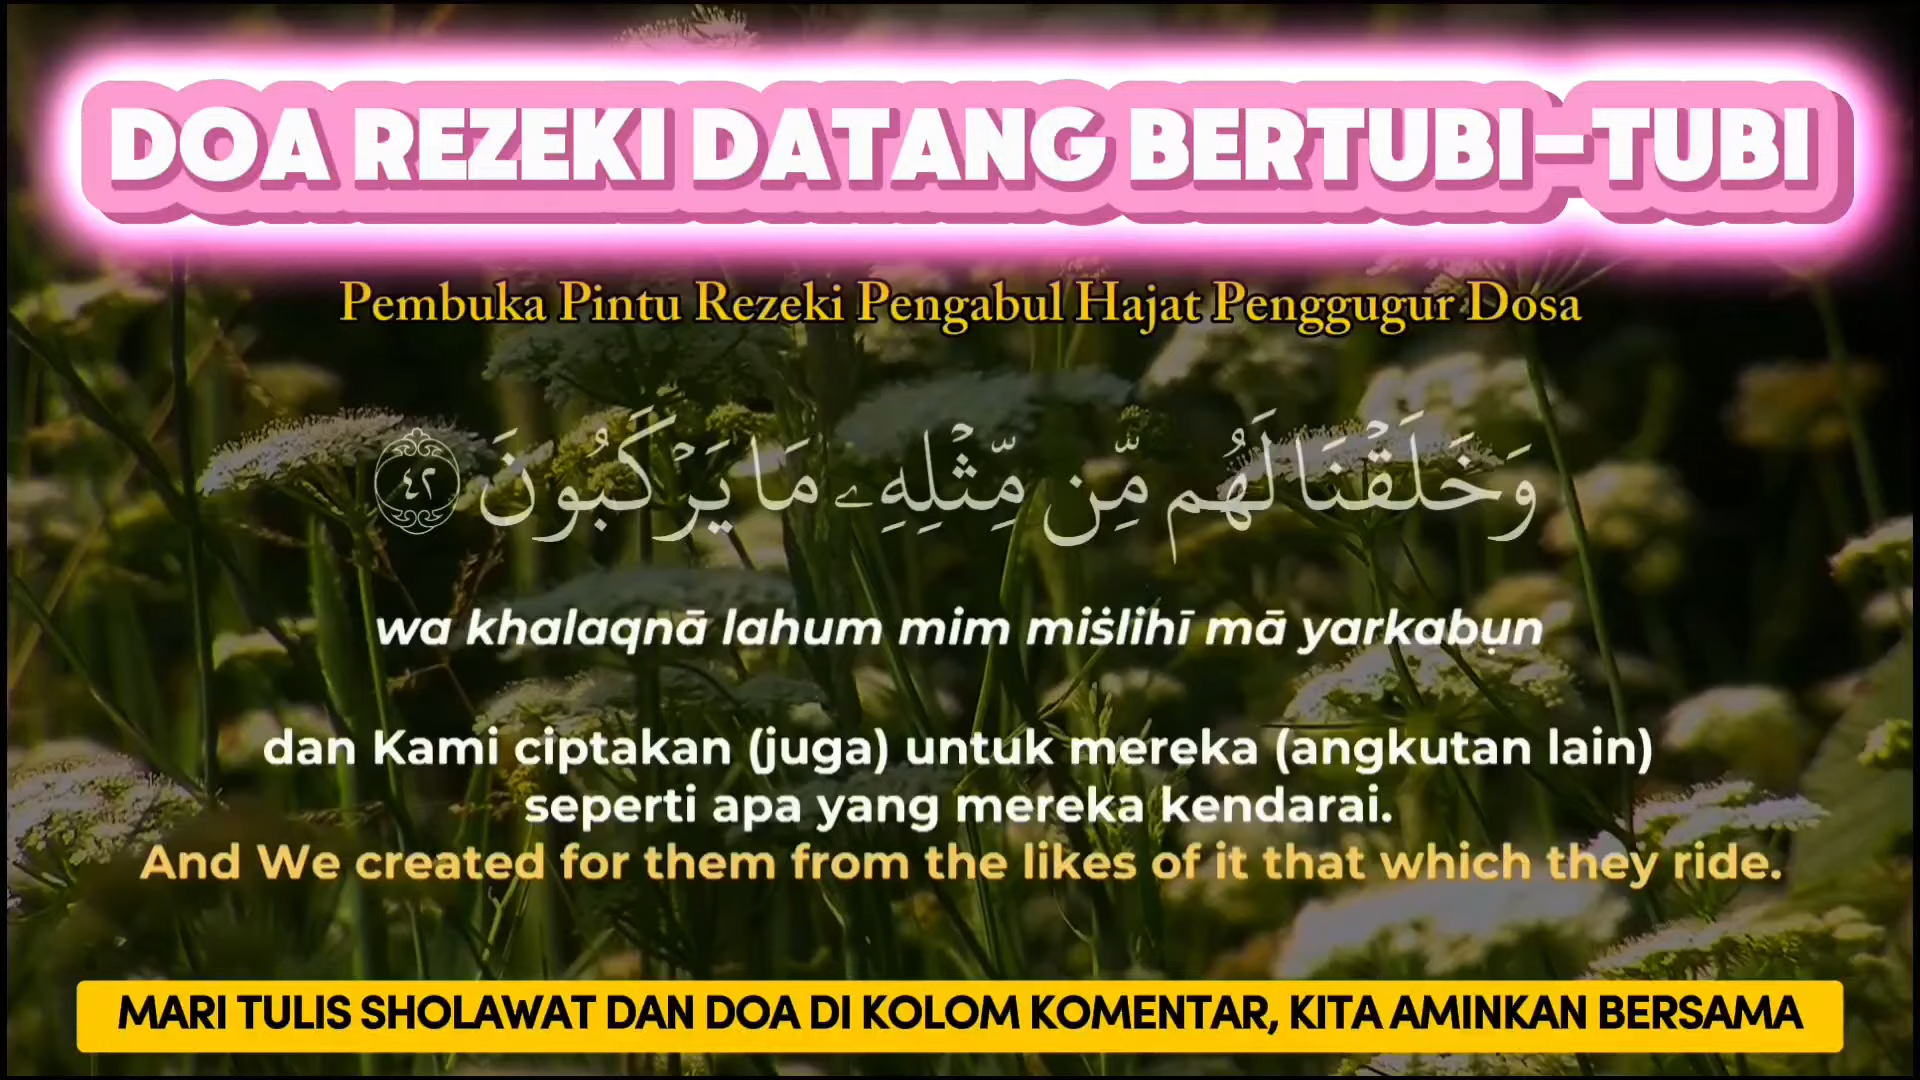 DOA REZEKI DATANG BERTUBI-TUBI
Pembuka Pintu Rezeki Pengabul Hajat Penggugur Dosa
وَخَلَقْنَا لَهُم مِّن مِّثْلِهِۦ مَا يَرْكَبُونَ ٤٢
wa khalaqnā lahum mim miṡlihī mā yarkabụn
dan Kami ciptakan (juga) untuk mereka (angkutan lain)
seperti apa yang mereka kendarai.
And We created for them from the likes of it that which they ride.
MARI TULIS SHOLAWAT DAN DOA DI KOLOM KOMENTAR, KITA AMINKAN BERSAMA